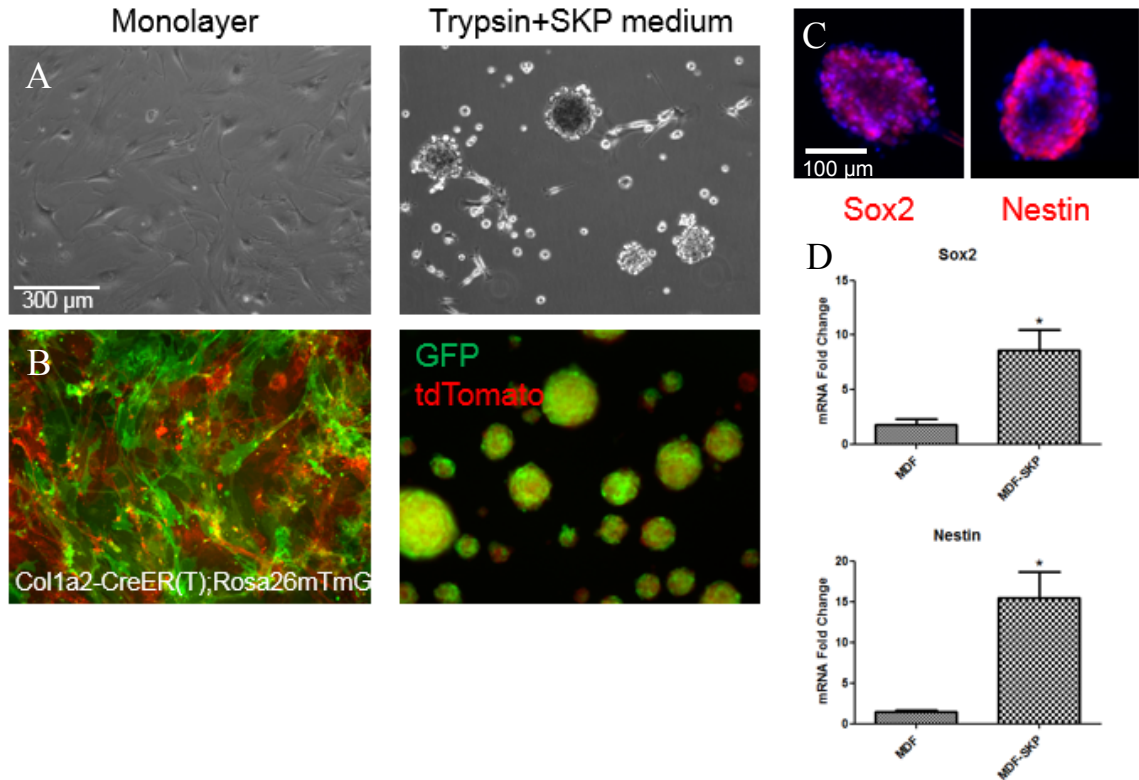 Monolayer
Trypsin+SKP medium
A
300 µm
B
Col1a2-CreER(T);Rosa26mTmG
GFP
tdTomato
C
100 µm
Sox2
Nestin
D
Sox2
mRNA Fold Change
15
10
5
0
MDF
MDF-SKP
Nestin
mRNA Fold Change
20
15
10
5
0
MDF
MDF-SKP
*
*